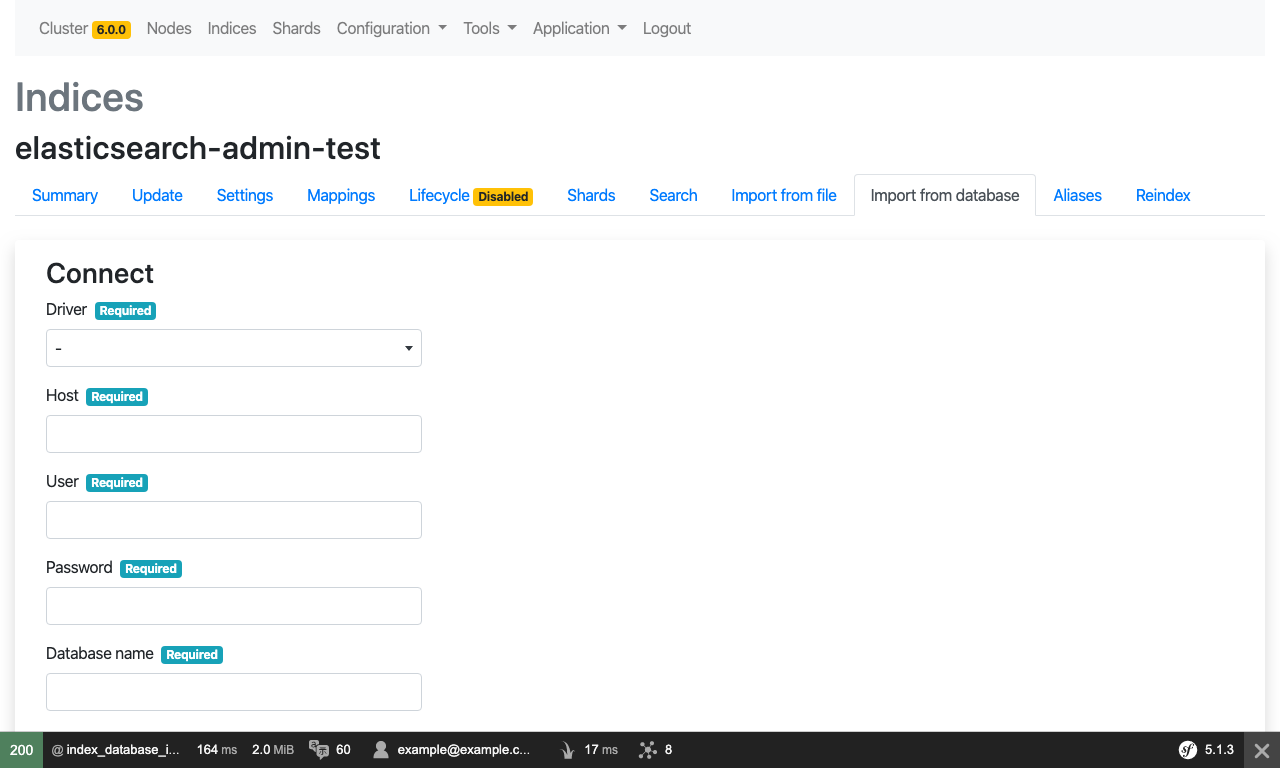 Cluster 6.0.0 Nodes Indices Shards Configuration Tools Application Logout
Indices
elasticsearch-admin-test
Summary Update Settings Mappings Lifecycle Disabled Shards Search Import from file Import from database Aliases Reindex
Connect
Driver Required
-
Host Required
User Required
Password Required
Database name Required
200 @ index_database_i... 164 ms 2.0 MiB 60 example@example.c... 17 ms 8 sf 5.1.3